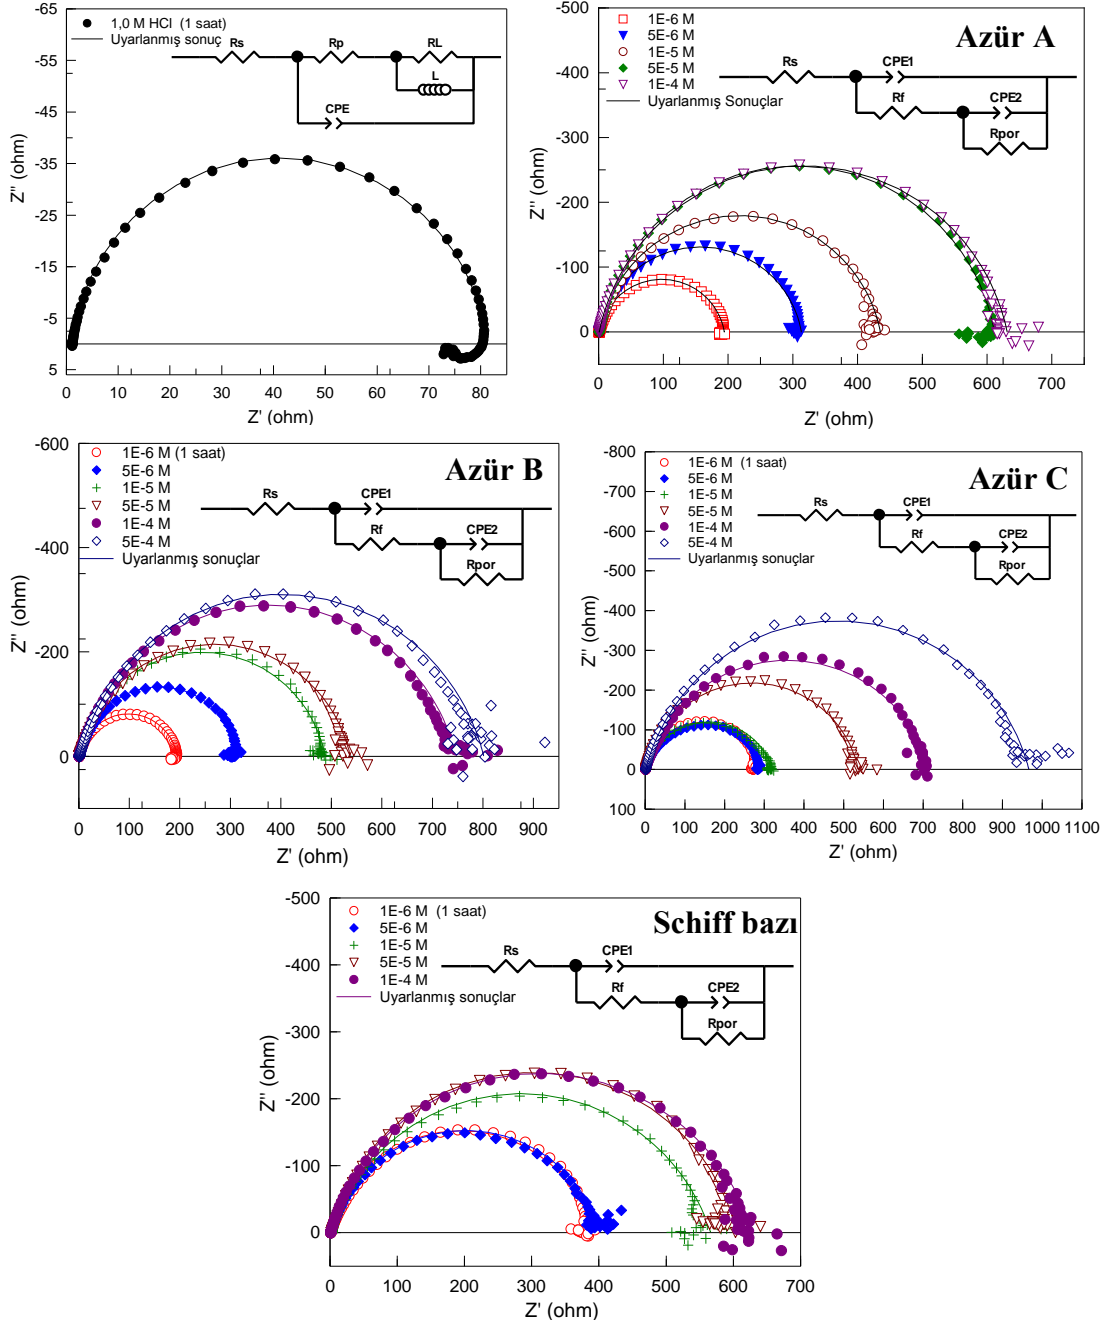 -65
-55
-45
-35
-25
-15
-5
5
Z'' (ohm)
1,0 M HCl (1 saat)
Uyarlanmış sonuç
Rs
Rp
RL
L
CPE
0 10 20 30 40 50 60 70 80
Z' (ohm)
-500
-400
-300
-200
-100
0
Z'' (ohm)
1E-6 M
5E-6 M
1E-5 M
5E-5 M
1E-4 M
Uyarlanmış Sonuçlar
Azür A
Rs
CPE1
Rf
CPE2
Rpor
0 100 200 300 400 500 600 700
Z' (ohm)
-600
-400
-200
0
Z'' (ohm)
1E-6 M (1 saat)
5E-6 M
1E-5 M
5E-5 M
1E-4 M
5E-4 M
Uyarlanmış sonuçlar
Azür B
Rs
CPE1
Rf
CPE2
Rpor
0 100 200 300 400 500 600 700 800 900
Z' (ohm)
-800
-700
-600
-500
-400
-300
-200
-100
0
100
Z'' (ohm)
1E-6 M (1 saat)
5E-6 M
1E-5 M
5E-5 M
1E-4 M
5E-4 M
Uyarlanmış sonuçlar
Azür C
Rs
CPE1
Rf
CPE2
Rpor
0 100 200 300 400 500 600 700 800 900 1000 1100
Z' (ohm)
-500
-400
-300
-200
-100
0
Z'' (ohm)
1E-6 M (1 saat)
5E-6 M
1E-5 M
5E-5 M
1E-4 M
Uyarlanmış sonuçlar
Schiff bazı
Rs
CPE1
Rf
CPE2
Rpor
0 100 200 300 400 500 600 700
Z' (ohm)